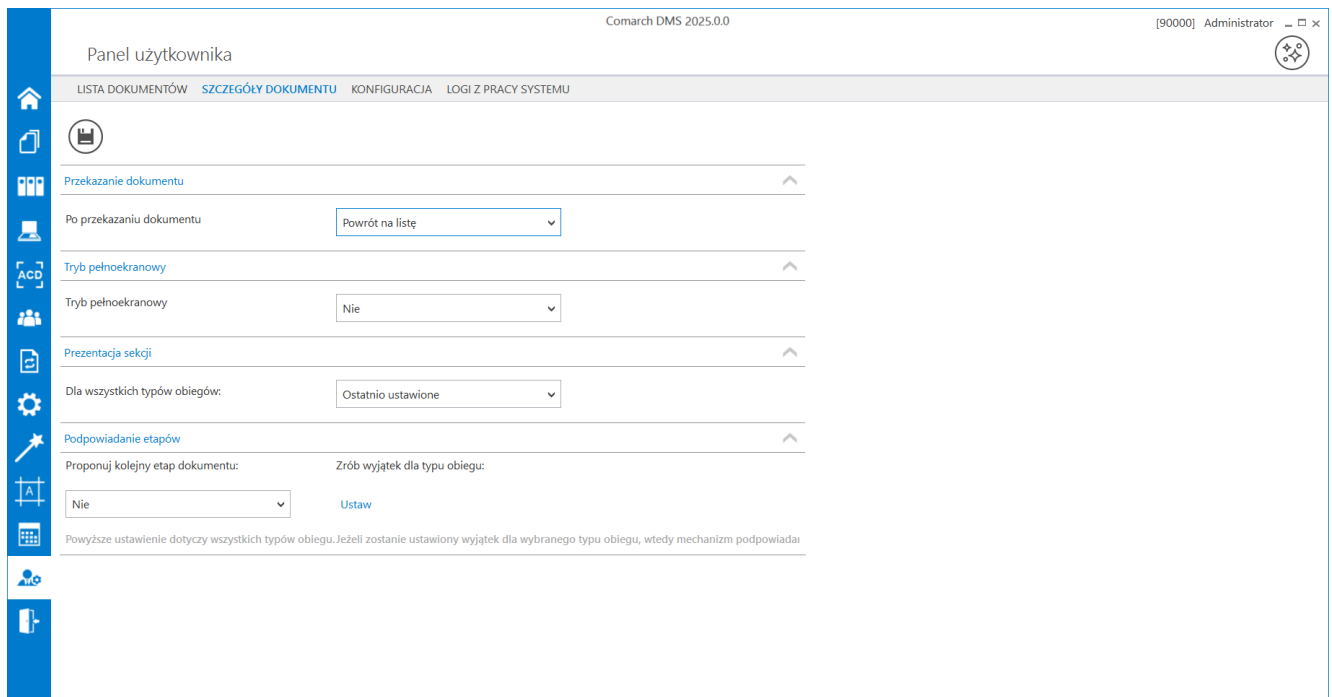 Comarch DMS 2025.0.0
[90000] Administrator
Panel użytkownika
LISTA DOKUMENTÓW SZCZEGÓŁY DOKUMENTU KONFIGURACJA LOGI Z PRACY SYSTEMU
Przekazanie dokumentu
Po przekazaniu dokumentu Powrót na listę
Tryb pełnoekranowy
Tryb pełnoekranowy Nie
Prezentacja sekcji
Dla wszystkich typów obiegów: Ostatnio ustawione
Podpowiadanie etapów
Proponuj kolejny etap dokumentu: Zrób wyjątek dla typu obiegu:
Nie Ustaw
Powyższe ustawienie dotyczy wszystkich typów obiegu.Jeżeli zostanie ustawiony wyjątek dla wybranego typu obiegu, wtedy mechanizm
ACD
A